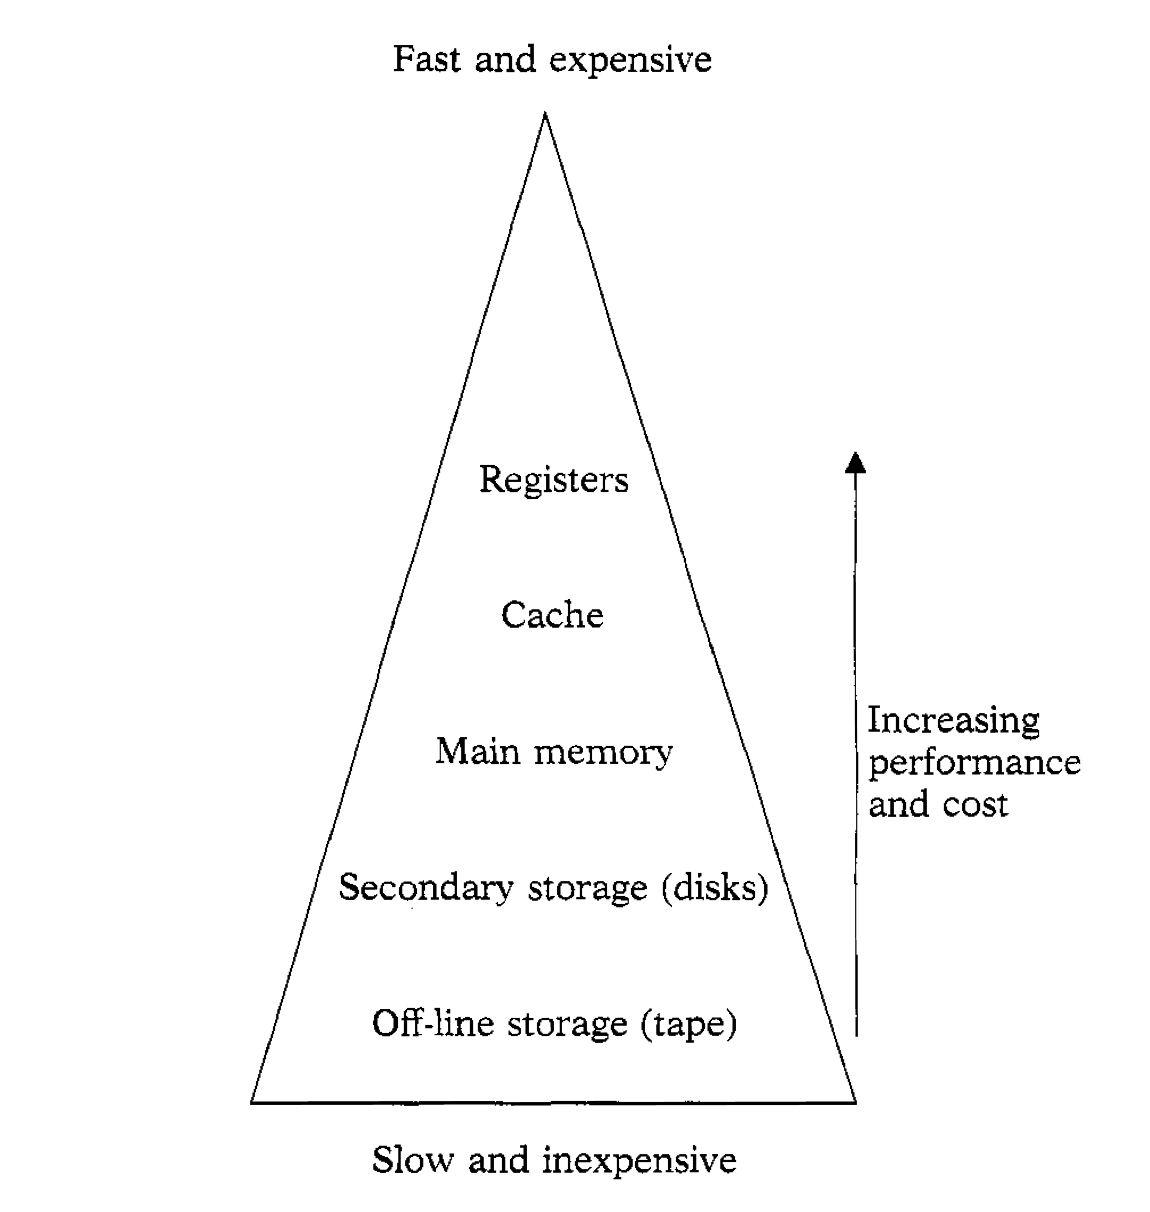 Fast and expensive
Registers
Cache
Main memory
Increasing
performance
and cost
Secondary storage (disks)
Off-line storage (tape)
Slow and inexpensive